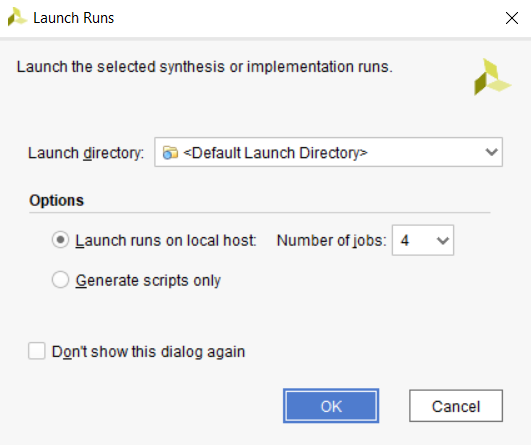 Launch Runs
Launch the selected synthesis or implementation runs.
Launch directory: <Default Launch Directory>
Options
Launch runs on local host: Number of jobs: 4
Generate scripts only
Don't show this dialog again
OK Cancel